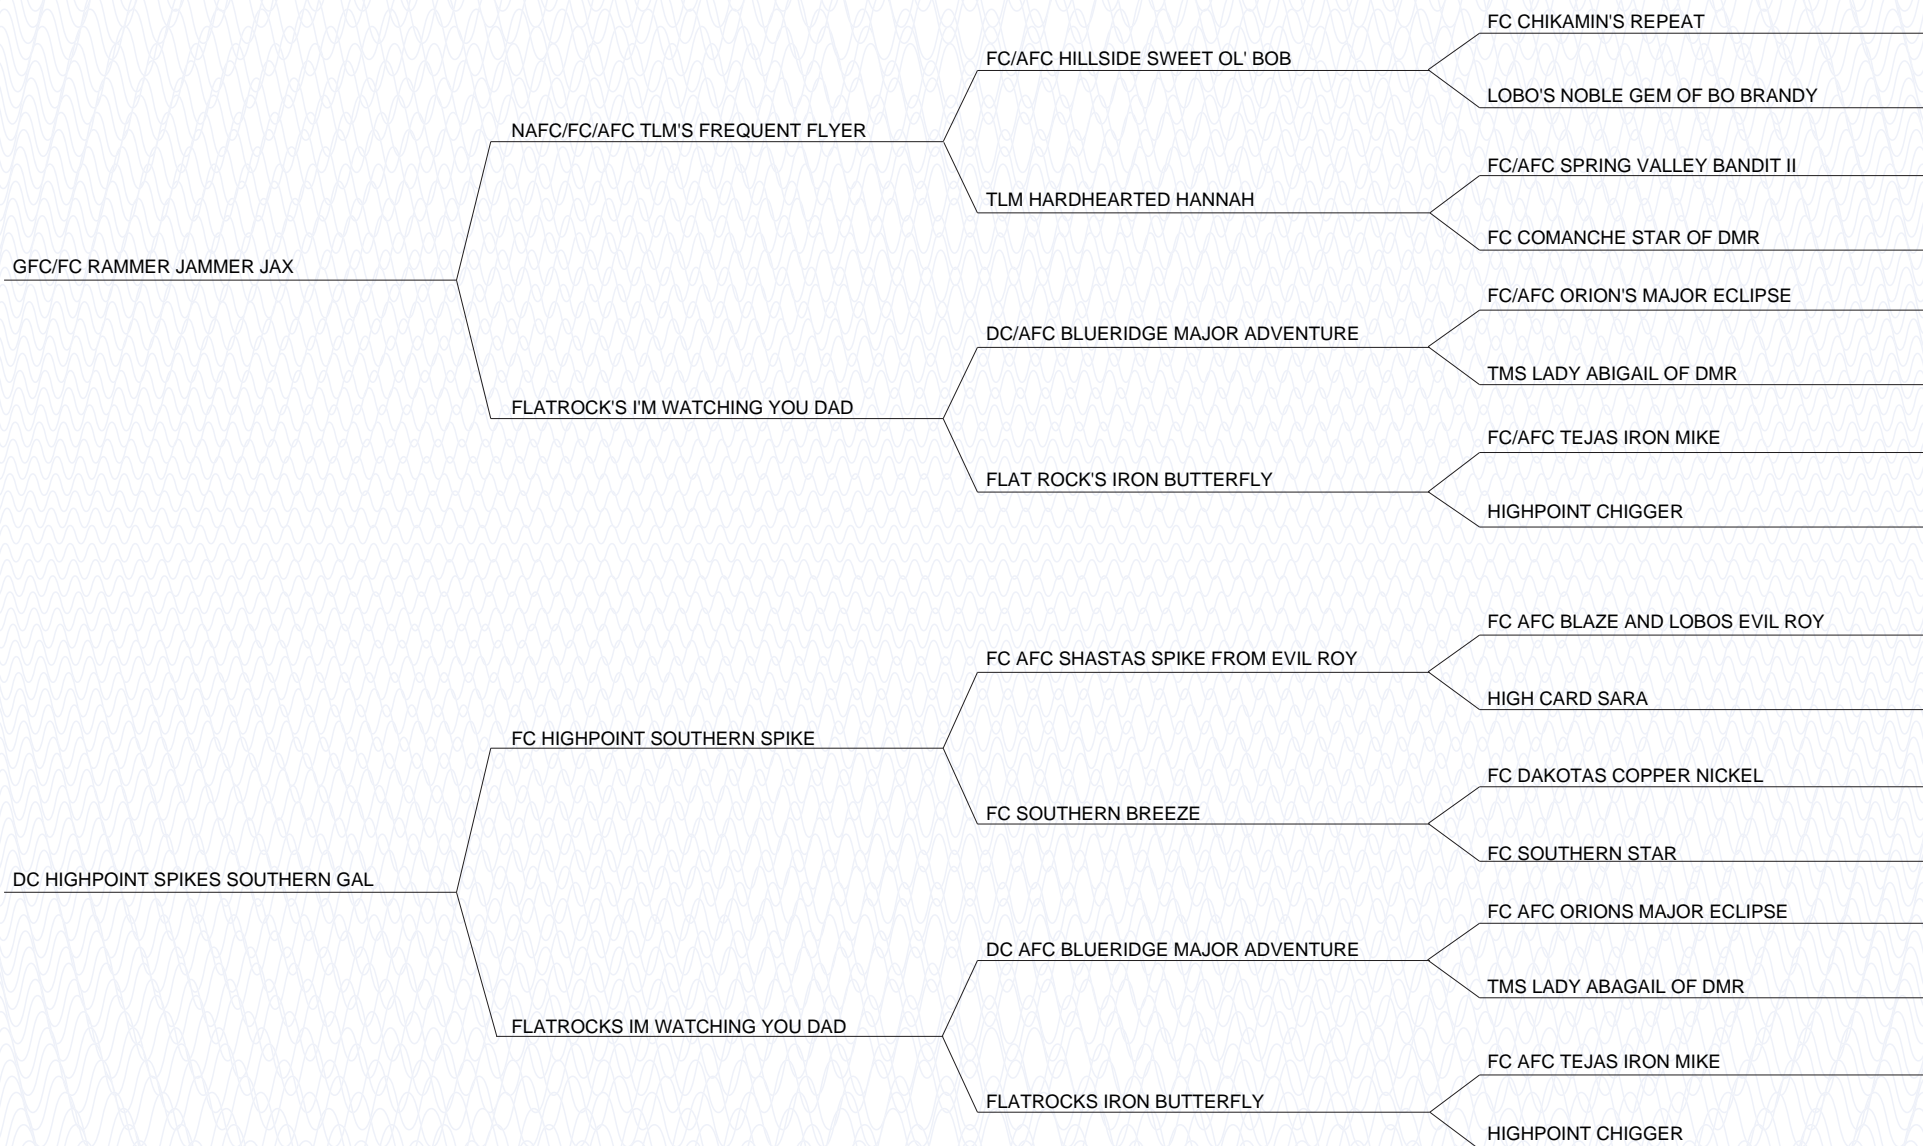 FC CHIKAMIN'S REPEAT
FC/AFC HILLSIDE SWEET OL' BOB
LOBO'S NOBLE GEM OF BO BRANDY
NAFC/FC/AFC TLM'S FREQUENT FLYER
FC/AFC SPRING VALLEY BANDIT II
TLM HARDHEARTED HANNAH
FC COMANCHE STAR OF DMR
GFC/FC RAMMER JAMMER JAX
FC/AFC ORION'S MAJOR ECLIPSE
DC/AFC BLUERIDGE MAJOR ADVENTURE
TMS LADY ABIGAIL OF DMR
FLATROCK'S I'M WATCHING YOU DAD
FC/AFC TEJAS IRON MIKE
FLAT ROCK'S IRON BUTTERFLY
HIGHPOINT CHIGGER
FC AFC BLAZE AND LOBOS EVIL ROY
FC AFC SHASTAS SPIKE FROM EVIL ROY
HIGH CARD SARA
FC HIGHPOINT SOUTHERN SPIKE
FC DAKOTAS COPPER NICKEL
FC SOUTHERN BREEZE
FC SOUTHERN STAR
DC HIGHPOINT SPIKES SOUTHERN GAL
FC AFC ORIONS MAJOR ECLIPSE
DC AFC BLUERIDGE MAJOR ADVENTURE
TMS LADY ABAGAIL OF DMR
FLATROCKS IM WATCHING YOU DAD
FC AFC TEJAS IRON MIKE
FLATROCKS IRON BUTTERFLY
HIGHPOINT CHIGGER